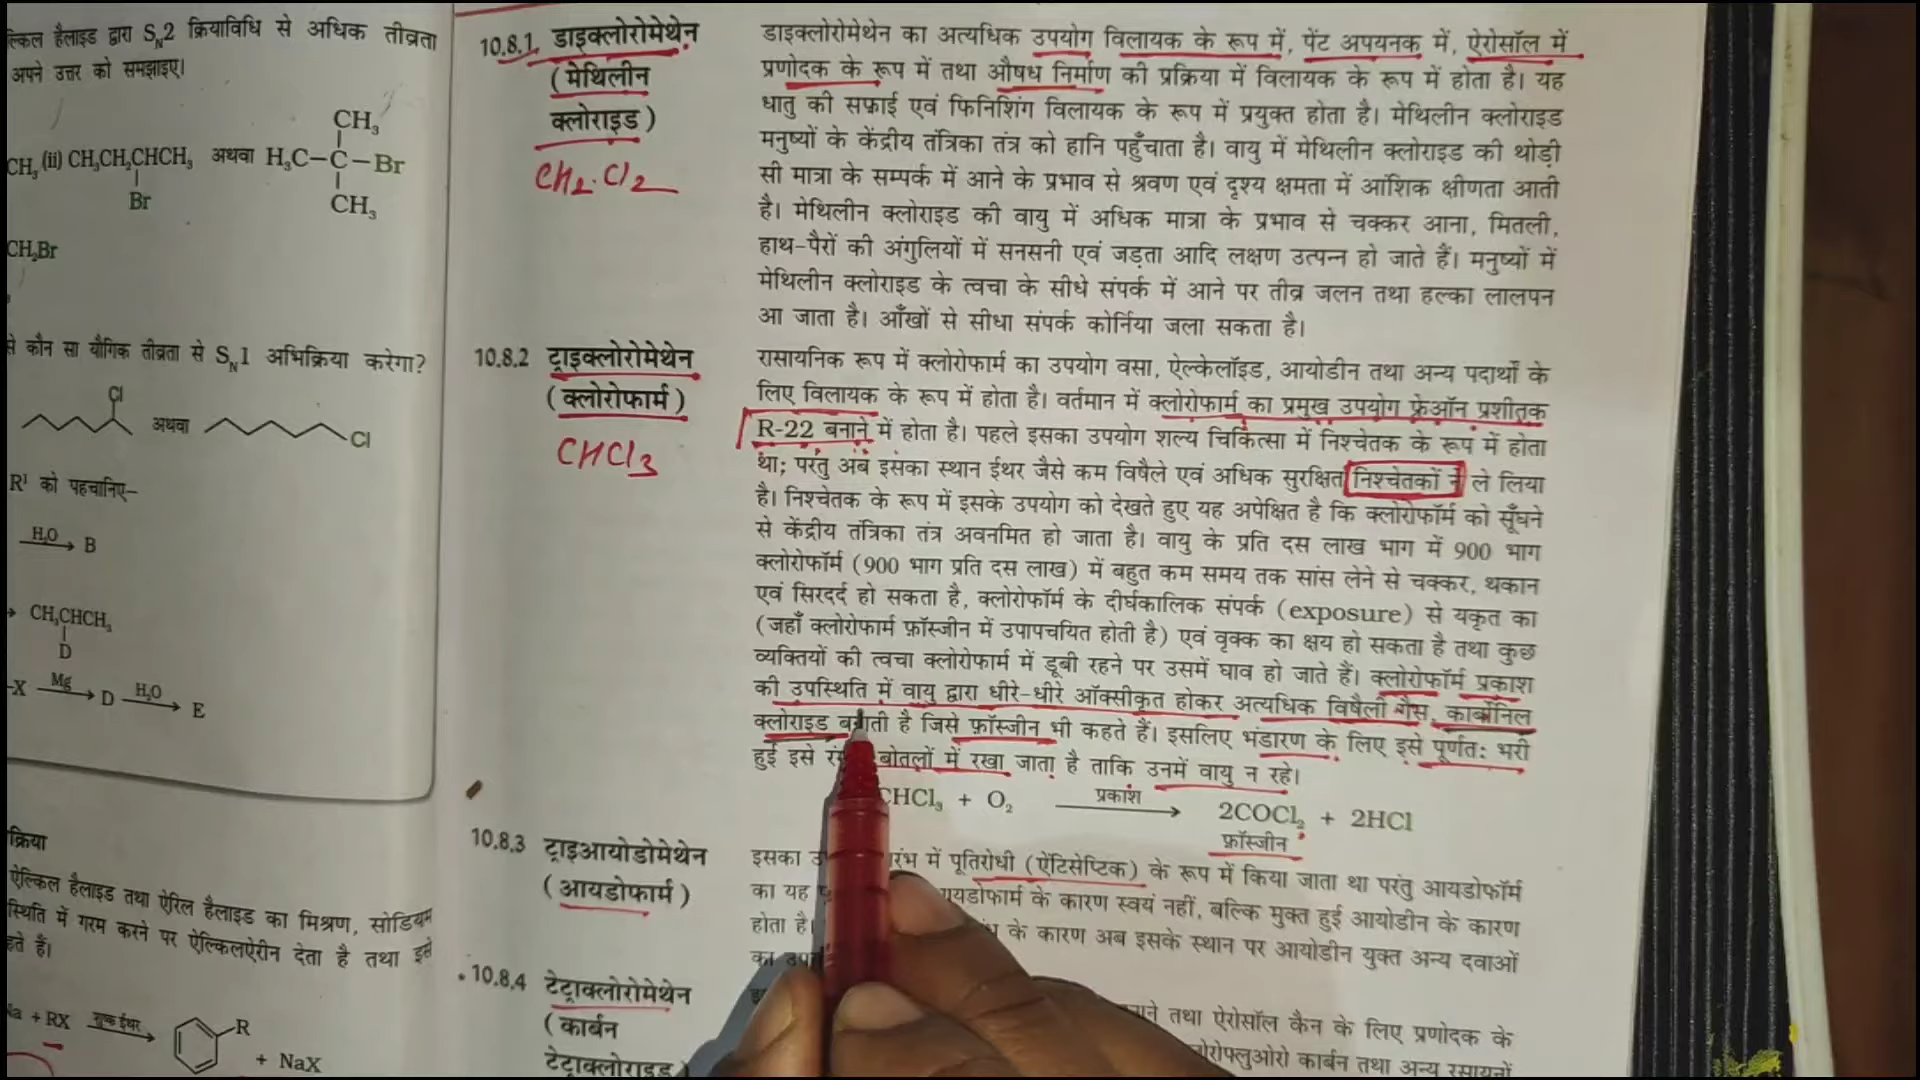 ल्किल हैलाइड द्वारा SN2 क्रियाविधि से अधिक तीव्रता
अपने उत्तर को समझाइए।
CH3
CH3 (ii) CH3CH2CHCH3 अथवा H3C–C–Br
Br
CH3
CH2Br
से कौन सा यौगिक तीव्रता से SN1 अभिक्रिया करेगा?
Cl
अथवा
Cl
R¹ को पहचानिए–
H2O → B
CH3CHCH3
D
-X Mg → D H2O → E
क्रिया
ऐल्किल हैलाइड तथा ऐरिल हैलाइड का मिश्रण, सोडियम
स्थिति में गरम करने पर ऐल्किलऐरीन देता है तथा इसे
हते हैं।
a + RX शुष्क ईथर → R
+ NaX
10.8.1 डाइक्लोरोमेथेन
(मेथिलीन
क्लोराइड)
CH2.Cl2
डाइक्लोरोमेथेन का अत्यधिक उपयोग विलायक के रूप में, पेंट अपयनक में, ऐरोसॉल में
प्रणोदक के रूप में तथा औषध निर्माण की प्रक्रिया में विलायक के रूप में होता है। यह
धातु की सफ़ाई एवं फिनिशिंग विलायक के रूप में प्रयुक्त होता है। मेथिलीन क्लोराइड
मनुष्यों के केंद्रीय तंत्रिका तंत्र को हानि पहुँचाता है। वायु में मेथिलीन क्लोराइड की थोड़ी
सी मात्रा के सम्पर्क में आने के प्रभाव से श्रवण एवं दृश्य क्षमता में आंशिक क्षीणता आती
है। मेथिलीन क्लोराइड की वायु में अधिक मात्रा के प्रभाव से चक्कर आना, मितली,
हाथ-पैरों की अंगुलियों में सनसनी एवं जड़ता आदि लक्षण उत्पन्न हो जाते हैं। मनुष्यों में
मेथिलीन क्लोराइड के त्वचा के सीधे संपर्क में आने पर तीव्र जलन तथा हल्का लालपन
आ जाता है। आँखों से सीधा संपर्क कोर्निया जला सकता है।
10.8.2 ट्राइक्लोरोमेथेन
(क्लोरोफार्म)
CHCl3
रासायनिक रूप में क्लोरोफार्म का उपयोग वसा, ऐल्केलॉइड, आयोडीन तथा अन्य पदार्थों के
लिए विलायक के रूप में होता है। वर्तमान में क्लोरोफार्म का प्रमुख उपयोग फ्रेऑन प्रशीतक
R-22 बनाने में होता है। पहले इसका उपयोग शल्य चिकित्सा में निश्चेतक के रूप में होता
था; परंतु अब इसका स्थान ईथर जैसे कम विषैले एवं अधिक सुरक्षित निश्चेतकों ने ले लिया
है। निश्चेतक के रूप में इसके उपयोग को देखते हुए यह अपेक्षित है कि क्लोरोफॉर्म को सूँघने
से केंद्रीय तंत्रिका तंत्र अवनमित हो जाता है। वायु के प्रति दस लाख भाग में 900 भाग
क्लोरोफॉर्म (900 भाग प्रति दस लाख) में बहुत कम समय तक सांस लेने से चक्कर, थकान
एवं सिरदर्द हो सकता है, क्लोरोफॉर्म के दीर्घकालिक संपर्क (exposure) से यकृत का
(जहाँ क्लोरोफार्म फ़ॉस्जीन में उपापचयित होती है) एवं वृक्क का क्षय हो सकता है तथा कुछ
व्यक्तियों की त्वचा क्लोरोफार्म में डूबी रहने पर उसमें घाव हो जाते हैं। क्लोरोफॉर्म प्रकाश
की उपस्थिति में वायु द्वारा धीरे-धीरे ऑक्सीकृत होकर अत्यधिक विषैली गैस, कार्बोनिल
क्लोराइड बनाती है जिसे फ़ॉस्जीन भी कहते हैं। इसलिए भंडारण के लिए इसे पूर्णत: भरी
हुई इसे बोतलों में रखा जाता है ताकि उनमें वायु न रहे।
CHCl3 + O2 प्रकाश → 2COCl2 + 2HCl
फ़ॉस्जीन
10.8.3 ट्राइआयोडोमेथेन
(आयडोफार्म)
इसका में पूतिरोधी (ऐंटिसेप्टिक) के रूप में किया जाता था परंतु आयडोफॉर्म
का यह आयडोफार्म के कारण स्वयं नहीं, बल्कि मुक्त हुई आयोडीन के कारण
होता है। के कारण अब इसके स्थान पर आयोडीन युक्त अन्य दवाओं
का
10.8.4 टेट्राक्लोरोमेथेन
(कार्बन
टेट्राक्लोराइड)
तथा ऐरोसॉल कैन के लिए प्रणोदक के
कार्बन तथा अन्य रसायनों